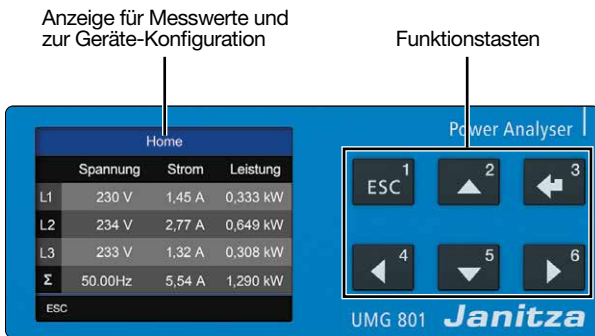 Anzeige für Messwerte und
zur Geräte-Konfiguration
Funktionstasten
Power Analyser
Home
Spannung Strom Leistung
L1 230 V 1,45 A 0,333 kW
L2 234 V 2,77 A 0,649 kW
L3 233 V 1,32 A 0,308 kW
Σ 50.00Hz 5,54 A 1,290 kW
ESC
ESC 1
2
3
4
5
6
UMG 801 Janitza